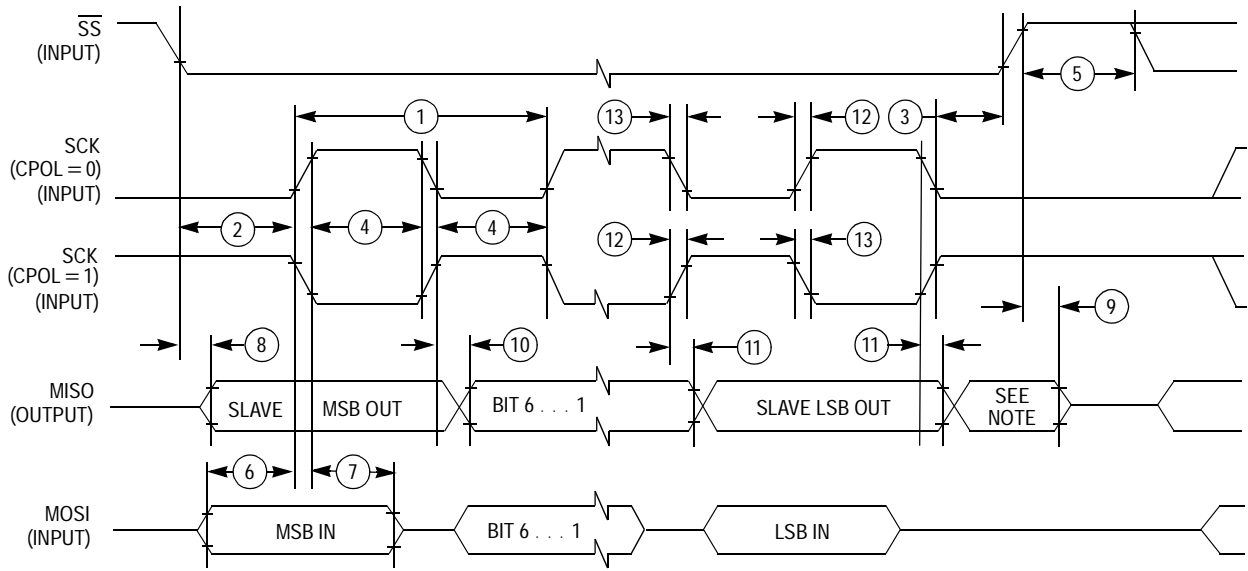 SS
(INPUT)
5
1
13
12
3
SCK
(CPOL = 0)
(INPUT)
2
4
4
12
13
SCK
(CPOL = 1)
(INPUT)
9
8
10
11
11
MISO
(OUTPUT)
SLAVE
MSB OUT
BIT 6 . . . 1
SLAVE LSB OUT
SEE
NOTE
6
7
MOSI
(INPUT)
MSB IN
BIT 6 . . . 1
LSB IN